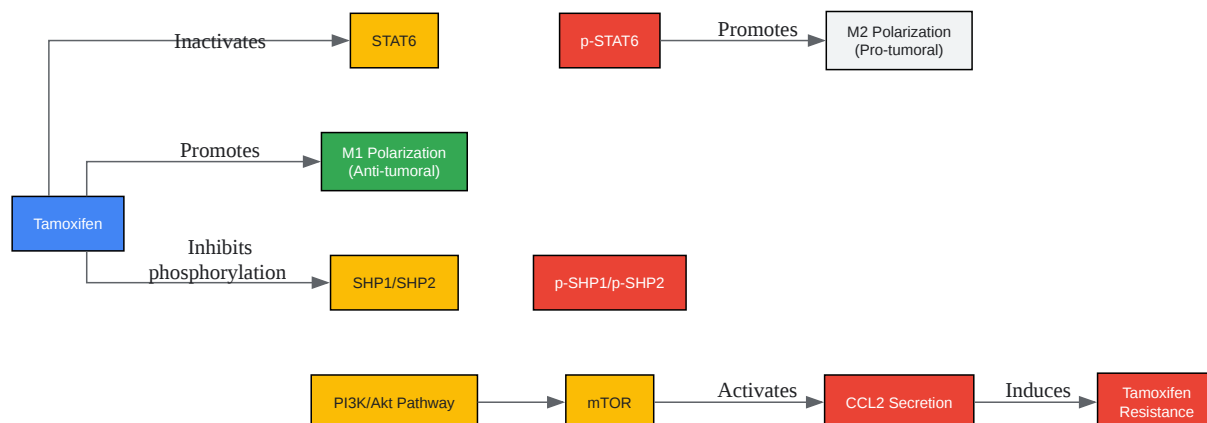 Inactivates
STAT6
p-STAT6
Promotes
M2 Polarization
(Pro-tumoral)
Promotes
M1 Polarization
(Anti-tumoral)
Tamoxifen
Inhibits
phosphorylation
SHP1/SHP2
p-SHP1/p-SHP2
PI3K/Akt Pathway
mTOR
Activates
CCL2 Secretion
Induces
Tamoxifen
Resistance